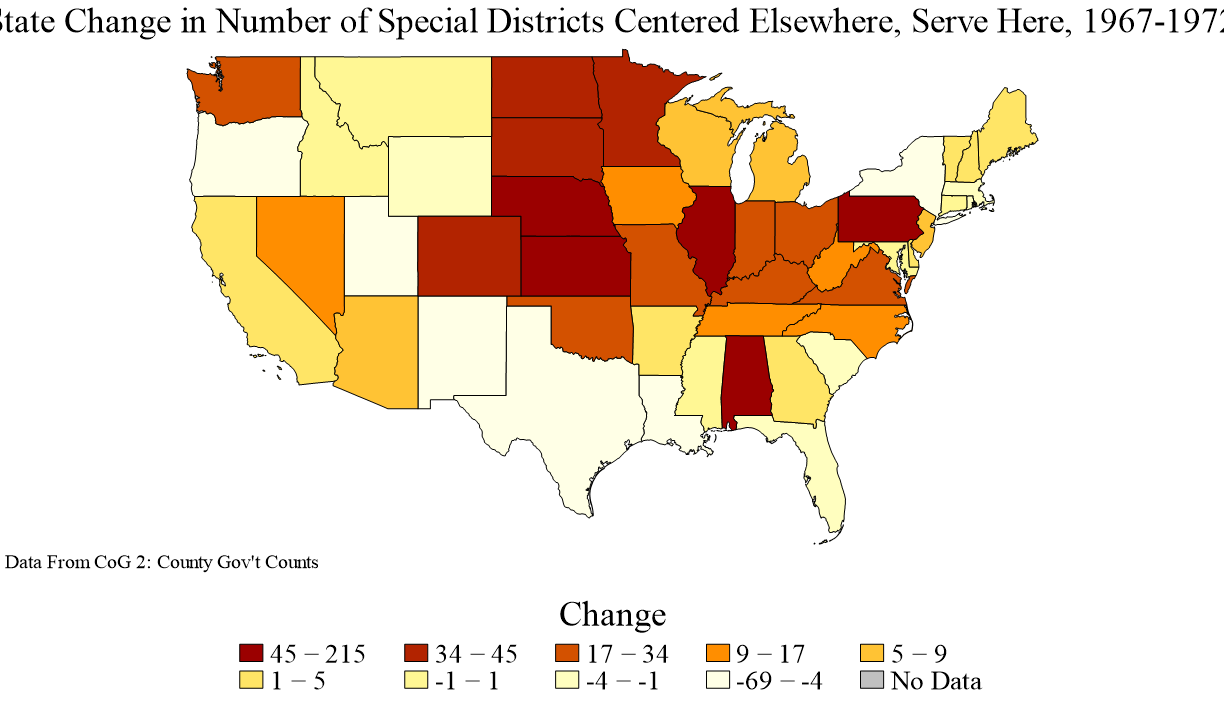 tate Change in Number of Special Districts Centered Elsewhere, Serve Here, 1967-197
Data From CoG 2: County Gov't Counts
Change
45 − 215 34 − 45 17 − 34 9 − 17 5 − 9
1 − 5 -1 − 1 -4 − -1 -69 − -4 No Data